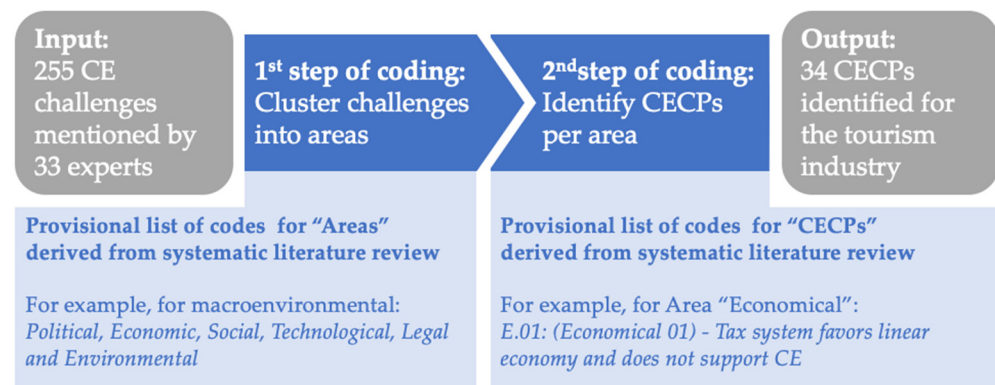 Input:
255 CE
challenges
mentioned by
33 experts
1st step of coding:
Cluster challenges
into areas
2ndstep of coding:
Identify CECPs
per area
Output:
34 CECPs
identified for
the tourism
industry
Provisional list of codes for “Areas”
derived from systematic literature review
For example, for macroenvironmental:
Political, Economic, Social, Technological, Legal
and Environmental
Provisional list of codes for “CECPs”
derived from systematic literature review
For example, for Area “Economical”:
E.01: (Economical 01) - Tax system favors linear
economy and does not support CE